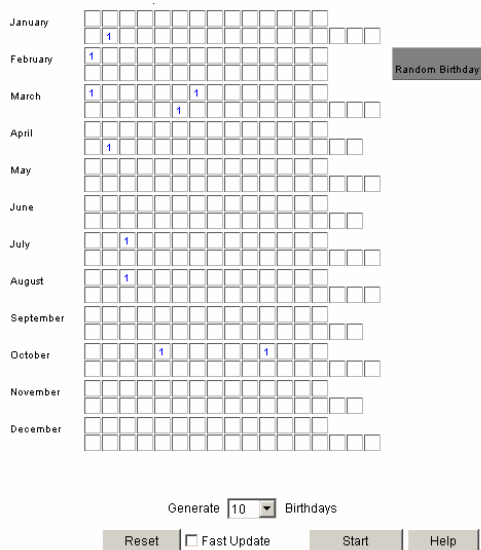 January
1
February
1
Random Birthday
March
1 1
1
April
1
May
June
July
1
August
1
September
October
1 1
November
December
Generate 10 Birthdays
Reset Fast Update Start Help